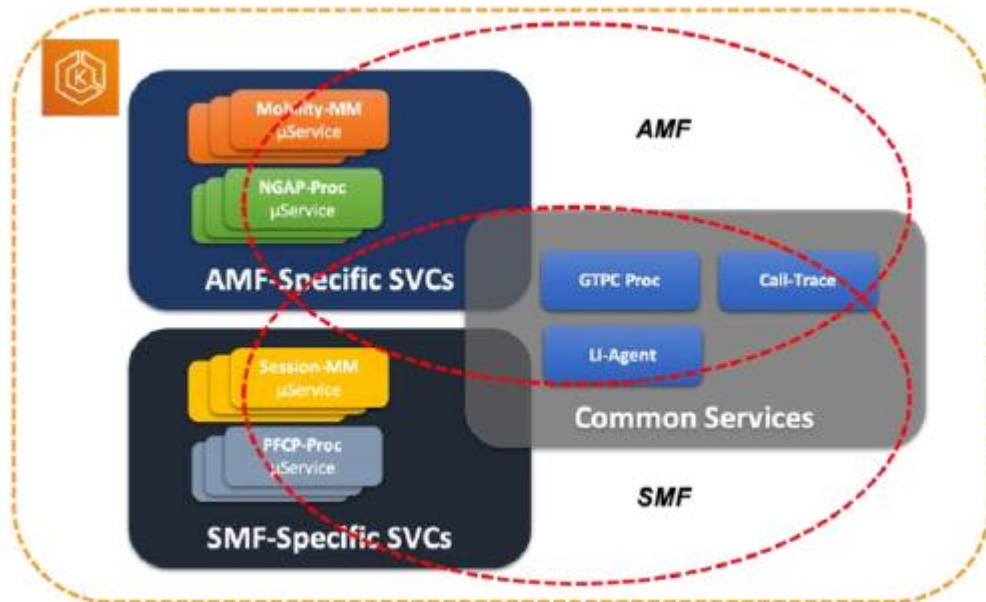 K
Mobility-MM
µService
AMF
NGAP-Proc
µService
AMF-Specific SVCs
GTPC Proc
Call-Trace
LI-Agent
Session-MM
µService
Common Services
PFCP-Proc
µService
SMF
SMF-Specific SVCs